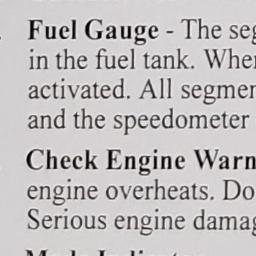 Fuel Gauge - The seg
in the fuel tank. Whe
activated. All segmen
and the speedometer
Check Engine Warn
engine overheats. Do
Serious engine damag